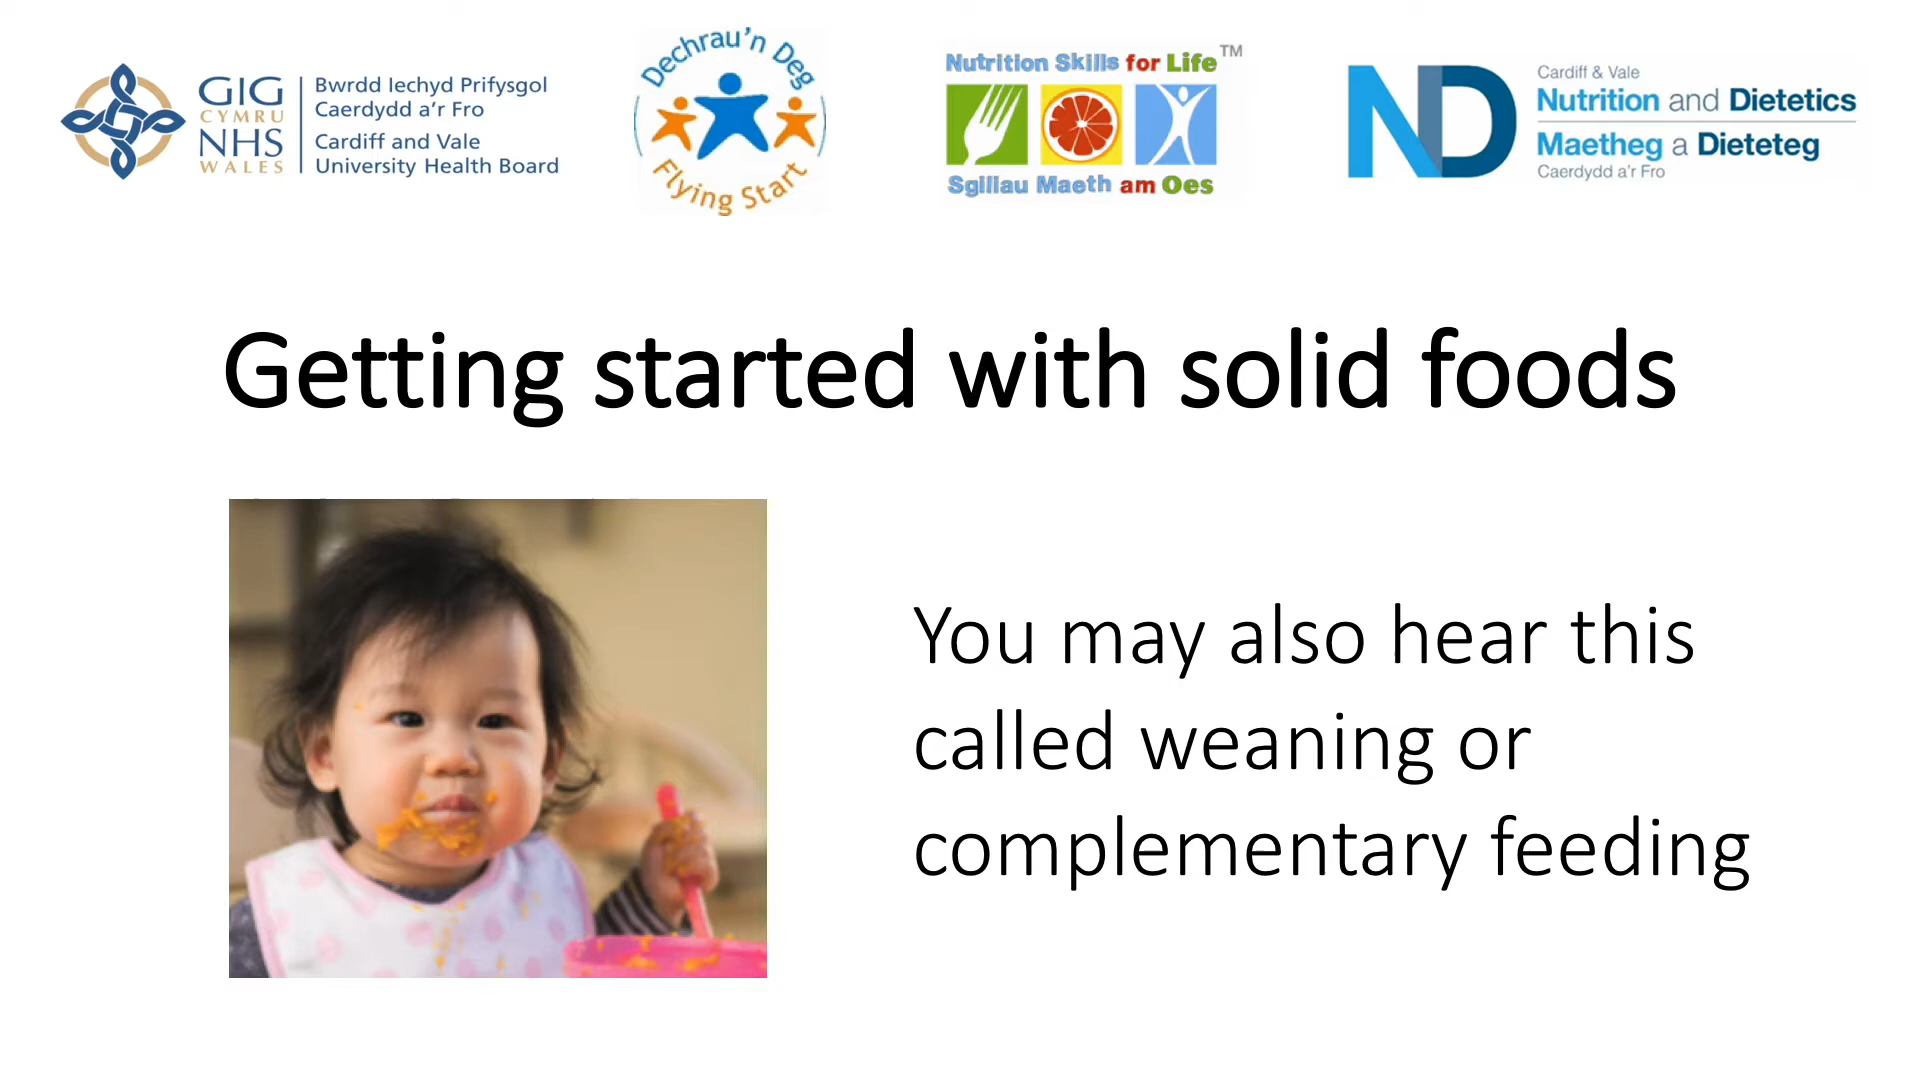 GIG
CYMRU
NHS
WALES
Bwrdd Iechyd Prifysgol
Caerdydd a'r Fro
Cardiff and Vale
University Health Board
Dechrau'n Deg
Flying Start
Nutrition Skills for Life™
Sgiliau Maeth am Oes
ND
Cardiff & Vale
Nutrition and Dietetics
Maetheg a Dieteteg
Caerdydd a'r Fro
Getting started with solid foods
You may also hear this
called weaning or
complementary feeding